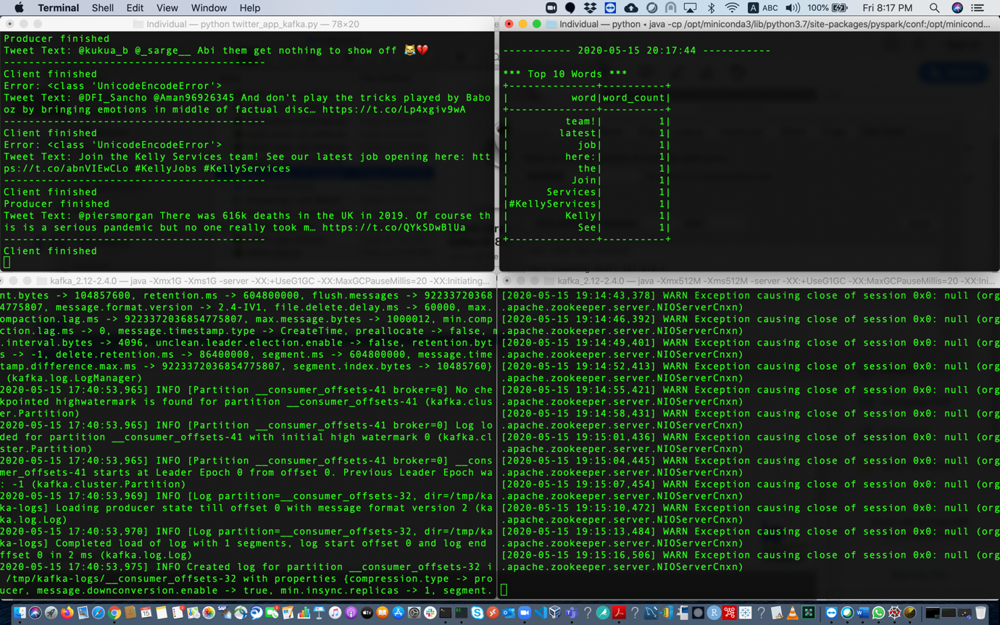 Terminal Shell Edit View Window Help
ABC 100% Fri 8:17 PM
Individual — python twitter_app_kafka.py — 78×20
Producer finished
Tweet Text: @kukua_b @_sarge__ Abi them get nothing to show off 😹💔
------------------------------------------
Client finished
Error: <class 'UnicodeEncodeError'>
Tweet Text: @DFI_Sancho @Aman96926345 And don't play the tricks played by Babo
oz by bringing emotions in middle of factual disc… https://t.co/Lp4xgiv9wA
------------------------------------------
Client finished
Error: <class 'UnicodeEncodeError'>
Tweet Text: Join the Kelly Services team! See our latest job opening here: htt
ps://t.co/abnVIEwCLo #KellyJobs #KellyServices
------------------------------------------
Client finished
Producer finished
Tweet Text: @piersmorgan There was 616k deaths in the UK in 2019. Of course th
is is a serious pandemic but no one really took m… https://t.co/QYkSDwBlUa
------------------------------------------
Client finished
Individual — python ◂ java -cp /opt/miniconda3/lib/python3.7/site-packages/pyspark/conf:/opt/minicond...
----------- 2020-05-15 20:17:44 -----------
*** Top 10 Words ***
+--------------+----------+
| word|word_count|
+--------------+----------+
| team!| 1|
| latest| 1|
| job| 1|
| here:| 1|
| the| 1|
| Join| 1|
| Services| 1|
|#KellyServices| 1|
| Kelly| 1|
| See| 1|
+--------------+----------+
kafka_2.12-2.4.0 — java -Xmx1G -Xms1G -server -XX:+UseG1GC -XX:MaxGCPauseMillis=20 -XX:Initiating...
nt.bytes -> 104857600, retention.ms -> 604800000, flush.messages -> 92233720368
4775807, message.format.version -> 2.4-IV1, file.delete.delay.ms -> 60000, max.
ompaction.lag.ms -> 9223372036854775807, max.message.bytes -> 1000012, min.comp
ction.lag.ms -> 0, message.timestamp.type -> CreateTime, preallocate -> false, m
.interval.bytes -> 4096, unclean.leader.election.enable -> false, retention.byt
s -> -1, delete.retention.ms -> 86400000, segment.ms -> 604800000, message.time
tamp.difference.max.ms -> 9223372036854775807, segment.index.bytes -> 10485760}
(kafka.log.LogManager)
2020-05-15 17:40:53,965] INFO [Partition __consumer_offsets-41 broker=0] No che
kpointed highwatermark is found for partition __consumer_offsets-41 (kafka.clus
er.Partition)
2020-05-15 17:40:53,965] INFO [Partition __consumer_offsets-41 broker=0] Log lo
ded for partition __consumer_offsets-41 with initial high watermark 0 (kafka.cl
ster.Partition)
2020-05-15 17:40:53,965] INFO [Partition __consumer_offsets-41 broker=0] __cons
mer_offsets-41 starts at Leader Epoch 0 from offset 0. Previous Leader Epoch wa
: -1 (kafka.cluster.Partition)
2020-05-15 17:40:53,969] INFO [Log partition=__consumer_offsets-32, dir=/tmp/ka
ka-logs] Loading producer state till offset 0 with message format version 2 (ka
ka.log.Log)
2020-05-15 17:40:53,970] INFO [Log partition=__consumer_offsets-32, dir=/tmp/ka
ka-logs] Completed load of log with 1 segments, log start offset 0 and log end
ffset 0 in 2 ms (kafka.log.Log)
2020-05-15 17:40:53,975] INFO Created log for partition __consumer_offsets-32 i
/tmp/kafka-logs/__consumer_offsets-32 with properties {compression.type -> pro
ucer, message.downconversion.enable -> true, min.insync.replicas -> 1, segment.
kafka_2.12-2.4.0 — java -Xmx512M -Xms512M -server -XX:+UseG1GC -XX:MaxGCPauseMillis=20 -XX:Ini...
[2020-05-15 19:14:43,378] WARN Exception causing close of session 0x0: null (org
.apache.zookeeper.server.NIOServerCnxn)
[2020-05-15 19:14:46,392] WARN Exception causing close of session 0x0: null (org
.apache.zookeeper.server.NIOServerCnxn)
[2020-05-15 19:14:49,401] WARN Exception causing close of session 0x0: null (org
.apache.zookeeper.server.NIOServerCnxn)
[2020-05-15 19:14:52,413] WARN Exception causing close of session 0x0: null (org
.apache.zookeeper.server.NIOServerCnxn)
[2020-05-15 19:14:55,421] WARN Exception causing close of session 0x0: null (org
.apache.zookeeper.server.NIOServerCnxn)
[2020-05-15 19:14:58,431] WARN Exception causing close of session 0x0: null (org
.apache.zookeeper.server.NIOServerCnxn)
[2020-05-15 19:15:01,436] WARN Exception causing close of session 0x0: null (org
.apache.zookeeper.server.NIOServerCnxn)
[2020-05-15 19:15:04,445] WARN Exception causing close of session 0x0: null (org
.apache.zookeeper.server.NIOServerCnxn)
[2020-05-15 19:15:07,454] WARN Exception causing close of session 0x0: null (org
.apache.zookeeper.server.NIOServerCnxn)
[2020-05-15 19:15:10,472] WARN Exception causing close of session 0x0: null (org
.apache.zookeeper.server.NIOServerCnxn)
[2020-05-15 19:15:13,484] WARN Exception causing close of session 0x0: null (org
.apache.zookeeper.server.NIOServerCnxn)
[2020-05-15 19:15:16,506] WARN Exception causing close of session 0x0: null (org
.apache.zookeeper.server.NIOServerCnxn)